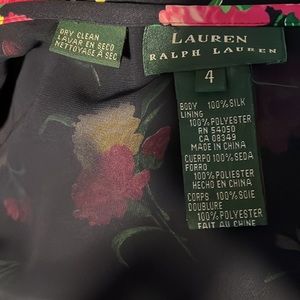 DRY CLEAN
LAVAR EN SECO
NETTOYAGE A SEC
LAUREN
RALPH LAUREN
4
BODY 100% SILK
LINING
100% POLYESTER
RN 54050
CA 08349
MADE IN CHINA
CUERPO 100% SEDA
FORRO
100% POLIESTER
HECHO EN CHINA
CORPS 100% SOIE
DOUBLURE
100% POLYESTER
FAIT AU CHINE